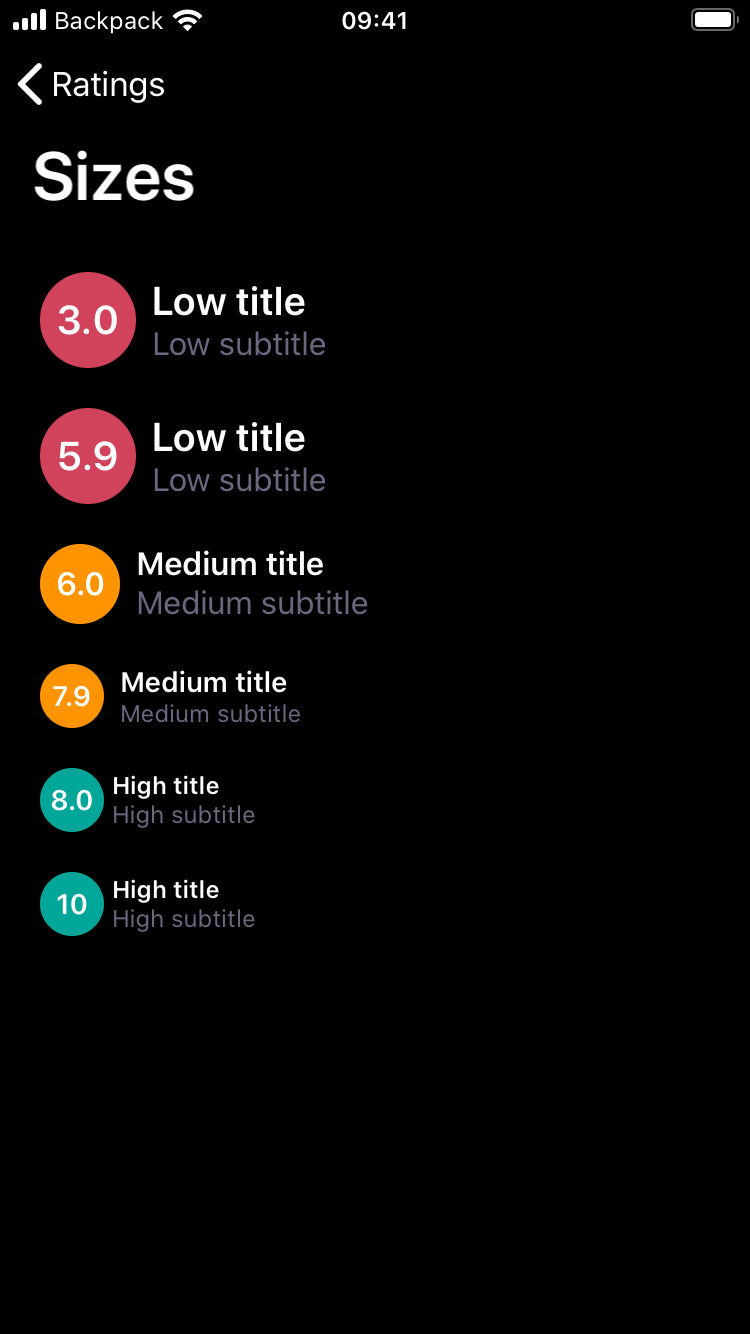 Backpack 09:41
Ratings
Sizes
3.0 Low title
Low subtitle
5.9 Low title
Low subtitle
6.0 Medium title
Medium subtitle
7.9 Medium title
Medium subtitle
8.0 High title
High subtitle
10 High title
High subtitle